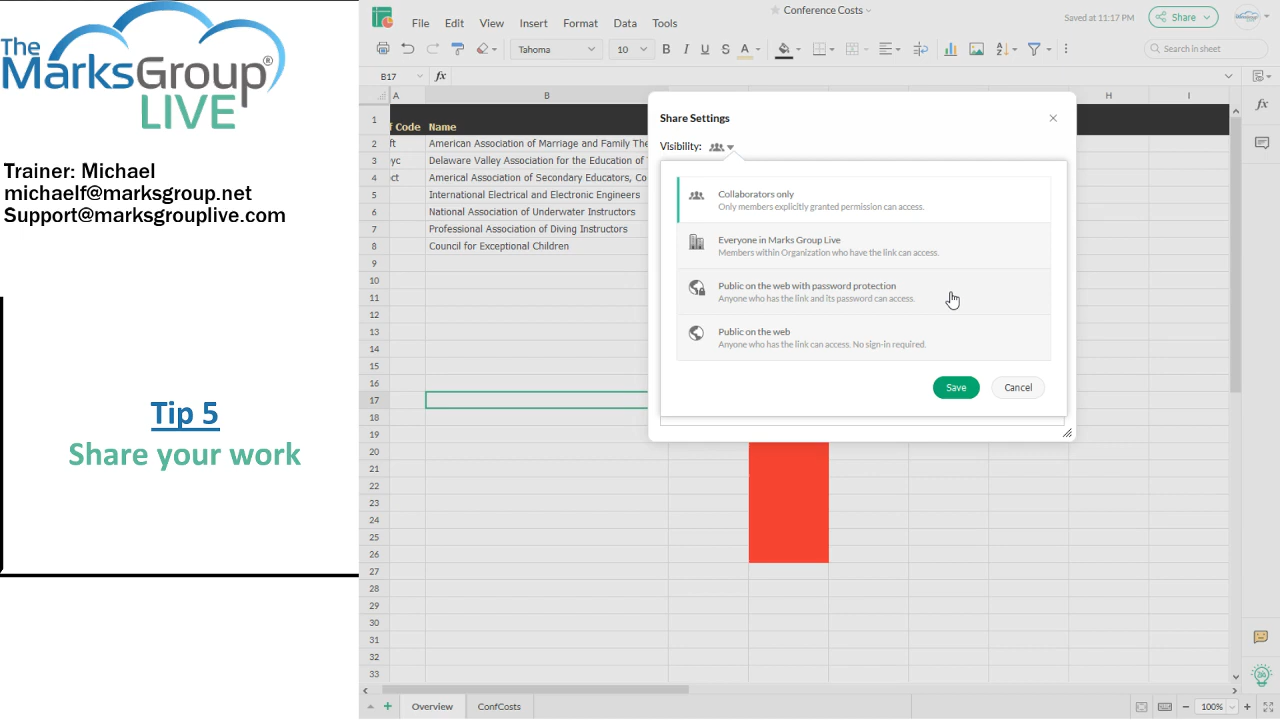 The
MarksGroup®
LIVE
Trainer: Michael
michaelf@marksgroup.net
Support@marksgrouplive.com
Tip 5
Share your work
Conference Costs
File Edit View Insert Format Data Tools
Saved at 11:17 PM
Share
Tahoma 10 B I U S A
Search in sheet
B17 fx
A B H I
1 f Code Name
2 ft American Association of Marriage and Family The
3 yc Delaware Valley Association for the Education of
4 ct Americal Association of Secondary Educators, Co
5 International Electrical and Electronic Engineers
6 National Association of Underwater Instructors
7 Professional Association of Diving Instructors
8 Council for Exceptional Children
9
10
11
12
13
14
15
16
17
18
19
20
21
22
23
24
25
26
27
28
29
30
31
32
33
Share Settings
Visibility:
Collaborators only
Only members explicitly granted permission can access.
Everyone in Marks Group Live
Members within Organization who have the link can access.
Public on the web with password protection
Anyone who has the link and its password can access.
Public on the web
Anyone who has the link can access. No sign-in required.
Save Cancel
fx
Overview ConfCosts
100%